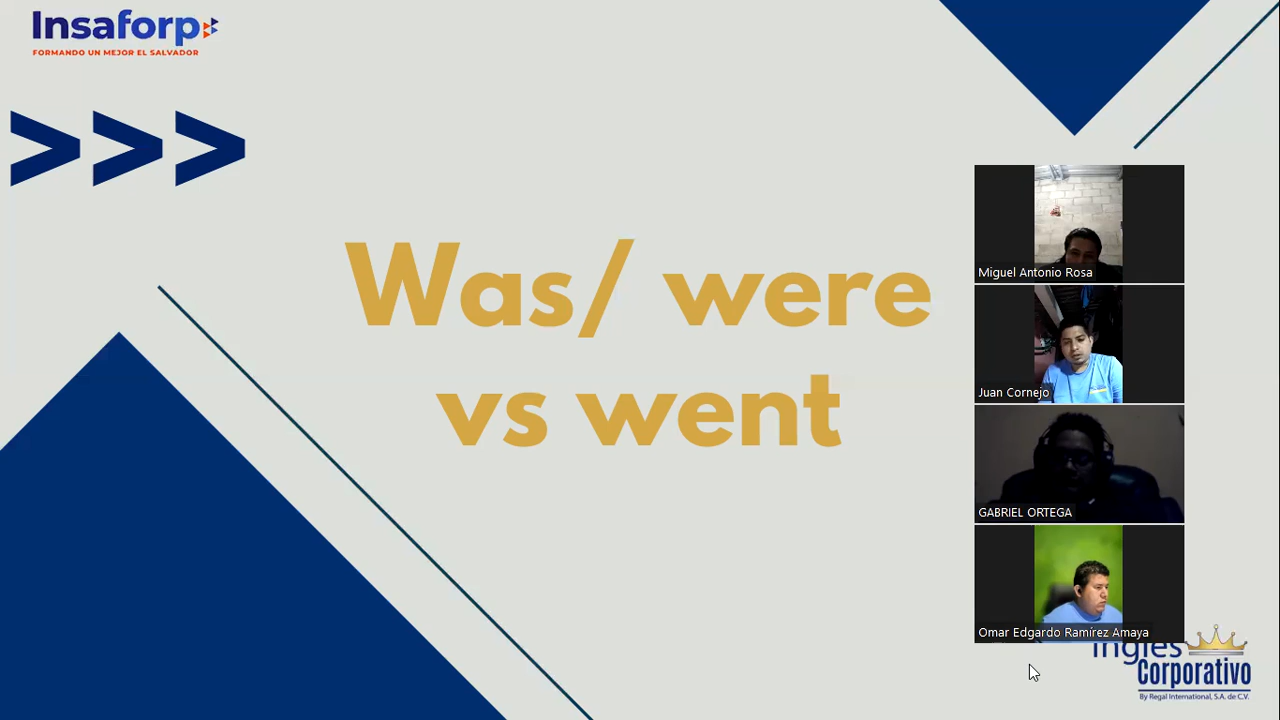 Insaforp
FORMANDO UN MEJOR EL SALVADOR
>>>
Was/ were
vs went
Miguel Antonio Rosa
Juan Cornejo
GABRIEL ORTEGA
Omar Edgardo Ramírez Amaya
Inglés
Corporativo
By Regal International, S.A. de C.V.